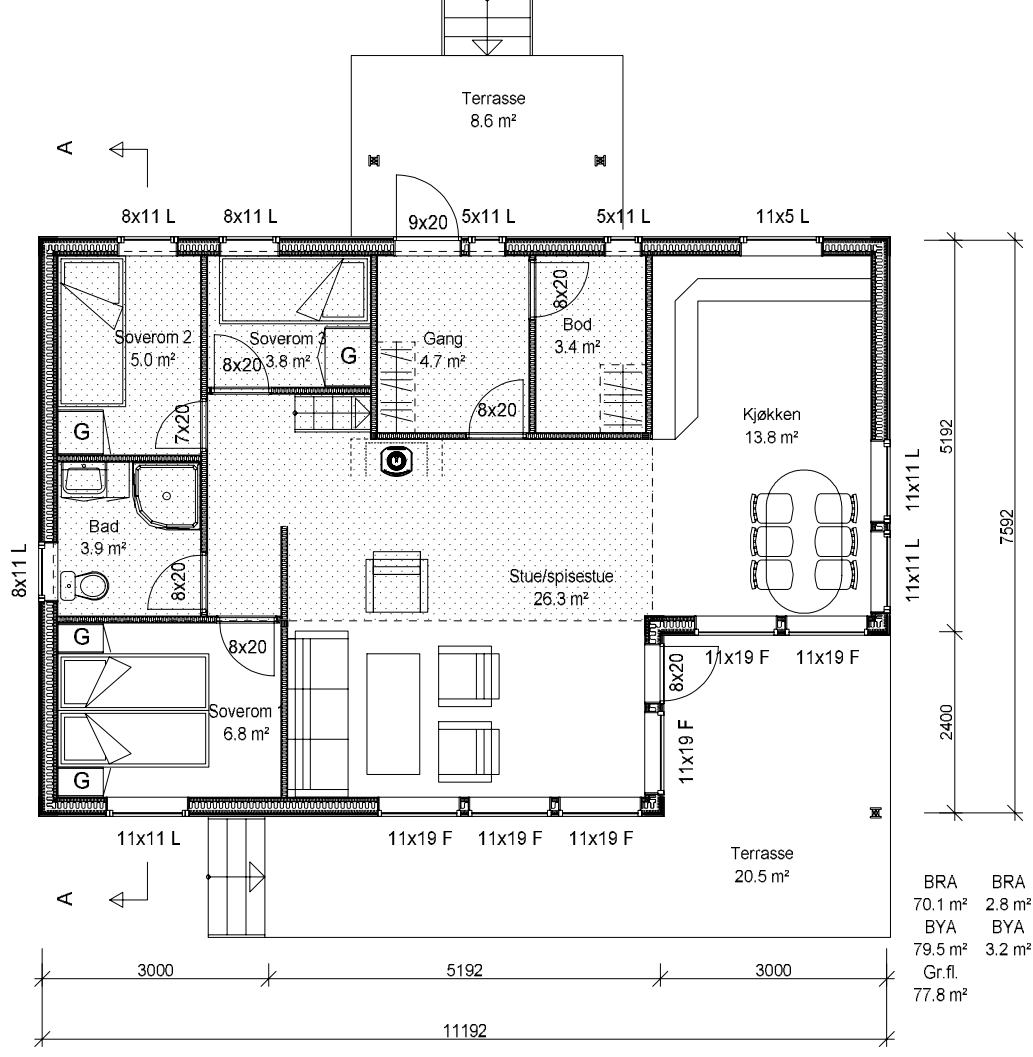 Terrasse
8.6 m²
A
8x11 L
8x11 L
9x20
5x11 L
5x11 L
11x5 L
Soverom 2
5.0 m²
Soverom 3
3.8 m²
8x20
G
Gang
4.7 m²
8x20
Bod
3.4 m²
8x20
Kjøkken
13.8 m²
G
7x20
5192
7592
11x11 L
11x11 L
Bad
3.9 m²
8x20
8x11 L
Stue/spisestue
26.3 m²
G
8x20
8x20
11x19 F
11x19 F
Soverom 1
6.8 m²
G
11x19 F
2400
11x11 L
11x19 F
11x19 F
11x19 F
Terrasse
20.5 m²
A
BRA
70.1 m²
BYA
79.5 m²
Gr.fl.
77.8 m²
BRA
2.8 m²
BYA
3.2 m²
3000
5192
3000
11192